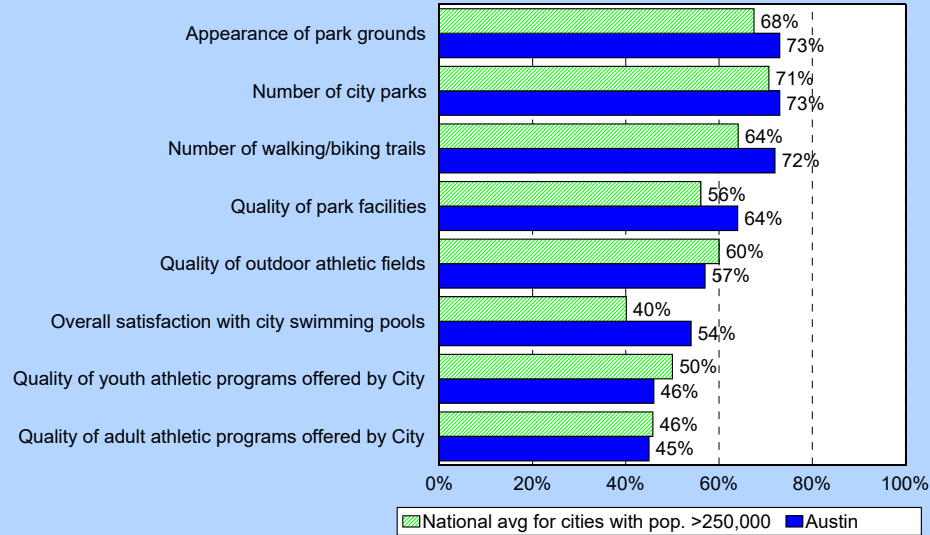 Appearance of park grounds
68%
73%
Number of city parks
71%
73%
Number of walking/biking trails
64%
72%
Quality of park facilities
56%
64%
Quality of outdoor athletic fields
60%
57%
Overall satisfaction with city swimming pools
40%
54%
Quality of youth athletic programs offered by City
50%
46%
Quality of adult athletic programs offered by City
46%
45%
0% 20% 40% 60% 80% 100%
National avg for cities with pop. >250,000 Austin